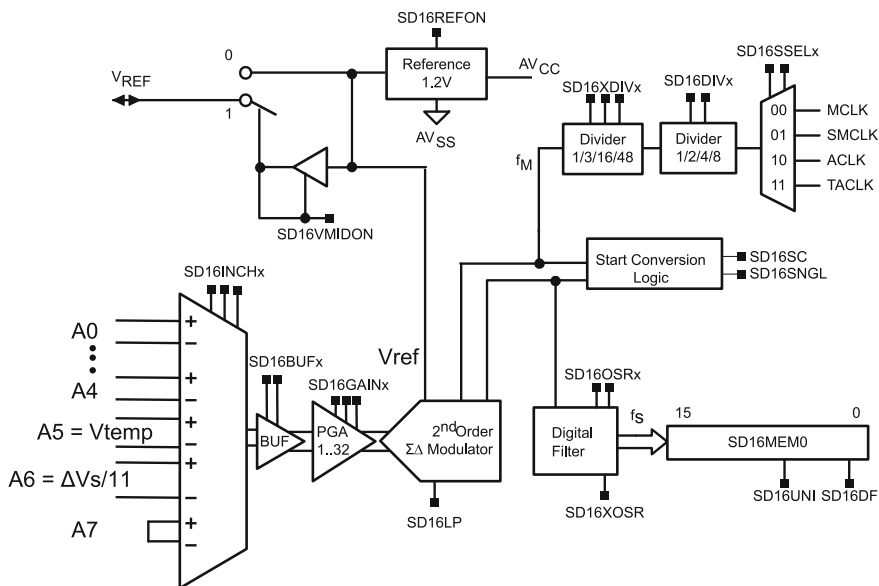 SD16REFON
0
Reference
1.2V
AVCC
VREF
1
AVSS
SD16VMIDON
SD16SSELx
SD16XDIVx
SD16DIVx
00
MCLK
Divider
1/3/16/48
Divider
1/2/4/8
01
SMCLK
10
ACLK
11
TACLK
fM
SD16INCHx
Start Conversion
Logic
SD16SC
SD16SNGL
A0
+
−
A4
+
−
A5 = Vtemp
+
−
A6 = ΔVs/11
+
−
A7
+
−
SD16BUFx
BUF
SD16GAINx
PGA
1..32
Vref
2nd Order
ΣΔ Modulator
SD16LP
SD16OSRx
Digital
Filter
SD16XOSR
fS
15
0
SD16MEM0
SD16UNI
SD16DF